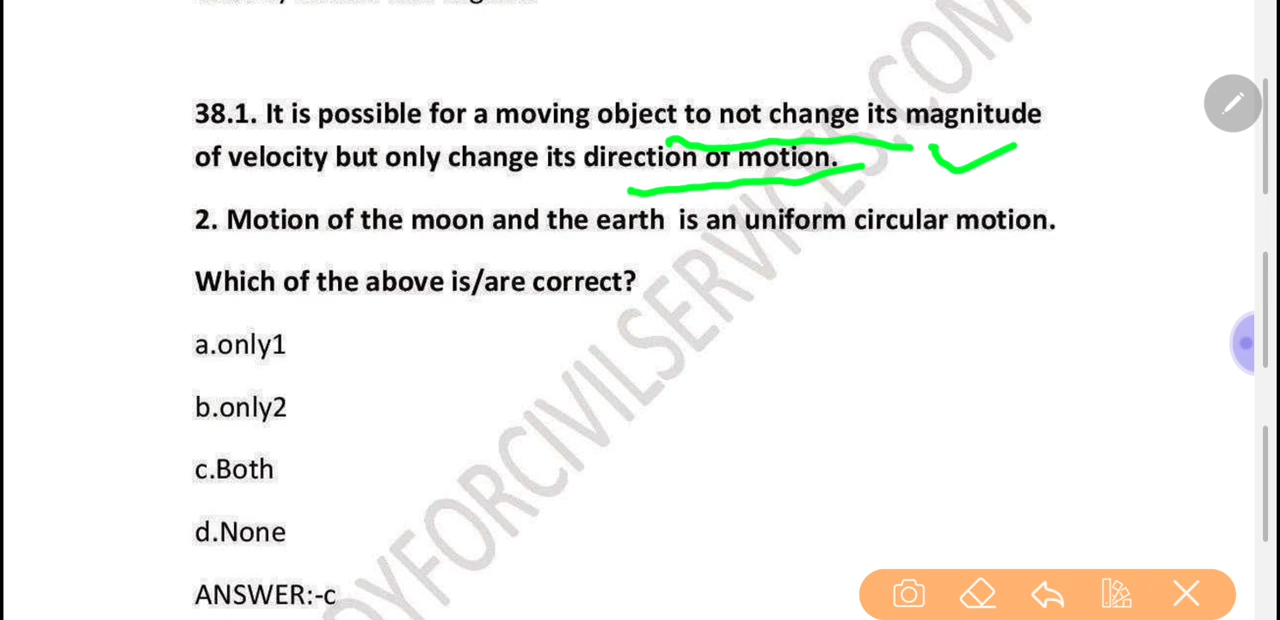 38.1. It is possible for a moving object to not change its magnitude
of velocity but only change its direction of motion.
2. Motion of the moon and the earth is an uniform circular motion.
Which of the above is/are correct?
a.only1
b.only2
c.Both
d.None
ANSWER:-c
DYFORCIVILSERVICES.COM